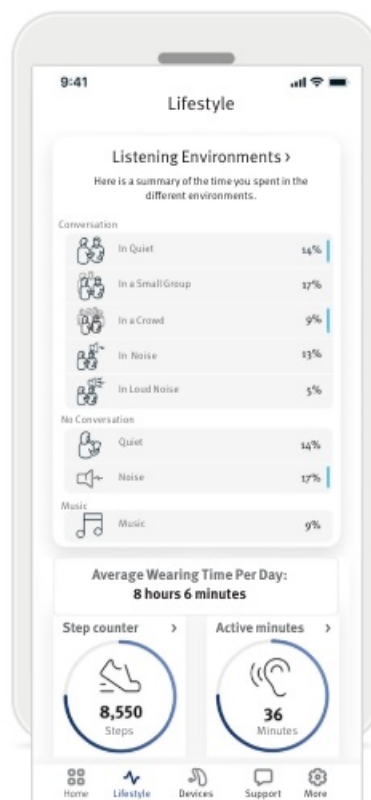 9:41
Lifestyle
Listening Environments >
Here is a summary of the time you spent in the
different environments.
Conversation
In Quiet 14%
In a Small Group 17%
In a Crowd 9%
In Noise 13%
In Loud Noise 5%
No Conversation
Quiet 14%
Noise 17%
Music
Music 9%
Average Wearing Time Per Day:
8 hours 6 minutes
Step counter > Active minutes >
8,550 36
Steps Minutes
Home Lifestyle Devices Support More